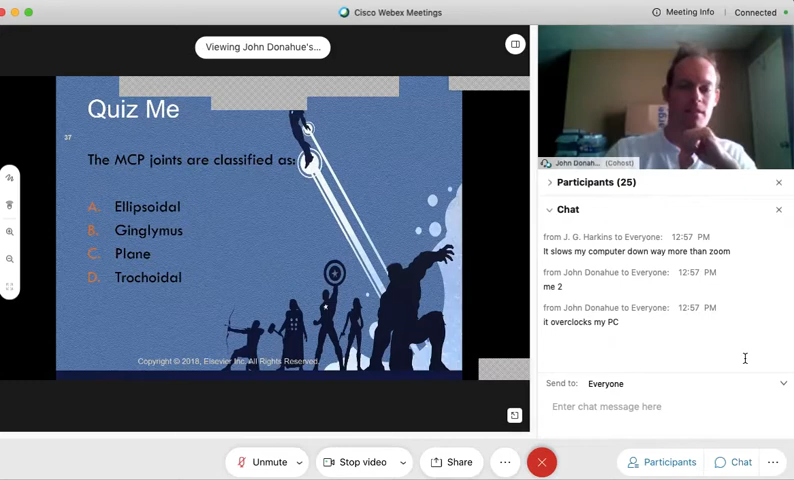 Cisco Webex Meetings
Meeting Info
Connected
Viewing John Donahue's...
Quiz Me
37
The MCP joints are classified as:
A. Ellipsoidal
B. Ginglymus
C. Plane
D. Trochoidal
Copyright © 2018, Elsevier Inc. All Rights Reserved.
John Donah... (Cohost)
Participants (25)
Chat
from J. G. Harkins to Everyone: 12:57 PM
It slows my computer down way more than zoom
from John Donahue to Everyone: 12:57 PM
me 2
from John Donahue to Everyone: 12:57 PM
it overclocks my PC
Send to: Everyone
Enter chat message here
Unmute
Stop video
Share
Participants
Chat